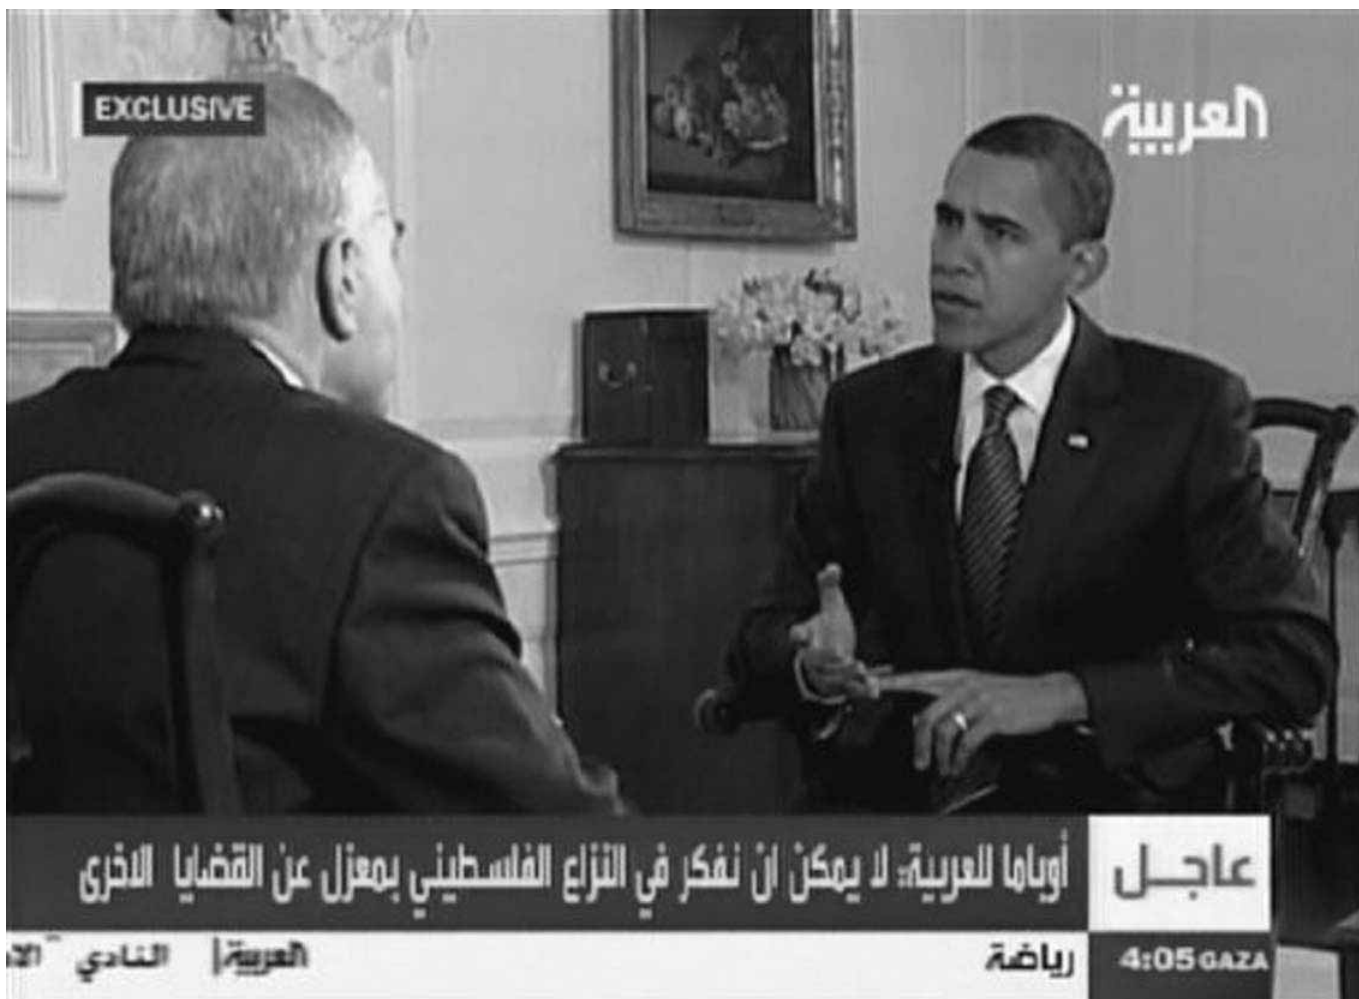 EXCLUSIVE
العربية
أوباما للعربية: لا يمكن ان نفكر في النزاع الفلسطيني بمعزل عن القضايا الاخرى
عاجل
رياضة
العربية| النادي
4:05 GAZA